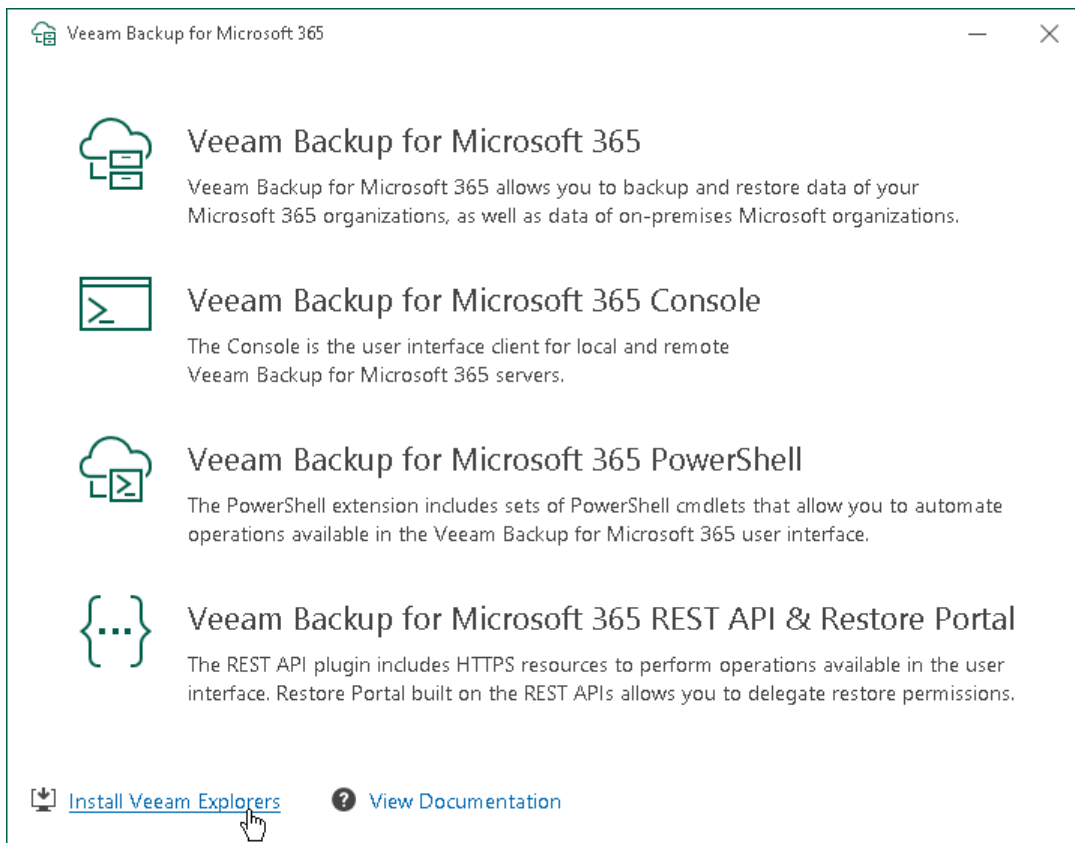 Veeam Backup for Microsoft 365
Veeam Backup for Microsoft 365
Veeam Backup for Microsoft 365 allows you to backup and restore data of your
Microsoft 365 organizations, as well as data of on-premises Microsoft organizations.
Veeam Backup for Microsoft 365 Console
The Console is the user interface client for local and remote
Veeam Backup for Microsoft 365 servers.
Veeam Backup for Microsoft 365 PowerShell
The PowerShell extension includes sets of PowerShell cmdlets that allow you to automate
operations available in the Veeam Backup for Microsoft 365 user interface.
Veeam Backup for Microsoft 365 REST API & Restore Portal
The REST API plugin includes HTTPS resources to perform operations available in the user
interface. Restore Portal built on the REST APIs allows you to delegate restore permissions.
Install Veeam Explorers
View Documentation